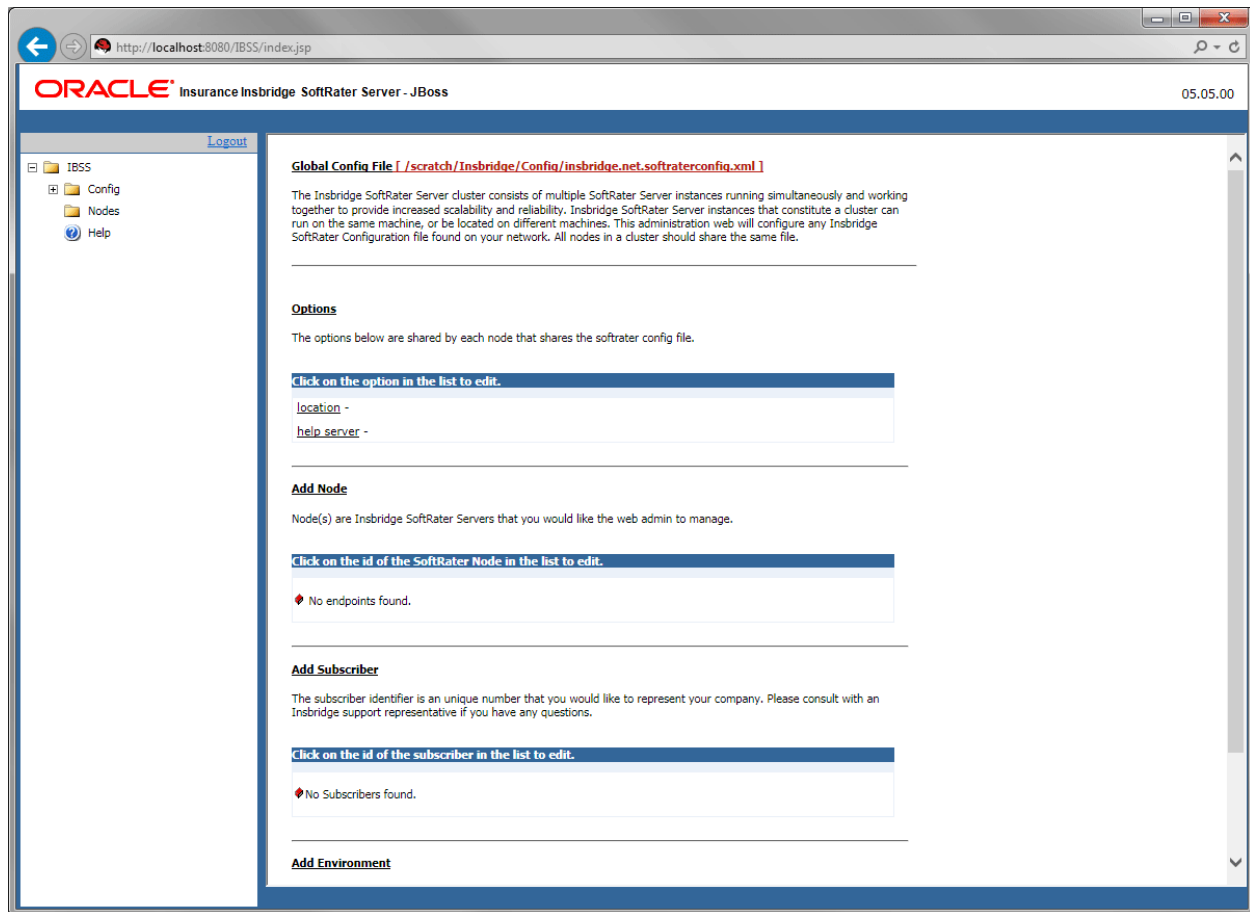 http://localhost:8080/IBSS/index.jsp
ORACLE® Insurance Insbridge SoftRater Server - JBoss
05.05.00
Logout
IBSS
Config
Nodes
Help
Global Config File [ /scratch/Insbridge/Config/insbridge.net.softraterconfig.xml ]
The Insbridge SoftRater Server cluster consists of multiple SoftRater Server instances running simultaneously and working
together to provide increased scalability and reliability. Insbridge SoftRater Server instances that constitute a cluster can
run on the same machine, or be located on different machines. This administration web will configure any Insbridge
SoftRater Configuration file found on your network. All nodes in a cluster should share the same file.
Options
The options below are shared by each node that shares the softrater config file.
Click on the option in the list to edit.
location -
help server -
Add Node
Node(s) are Insbridge SoftRater Servers that you would like the web admin to manage.
Click on the id of the SoftRater Node in the list to edit.
No endpoints found.
Add Subscriber
The subscriber identifier is an unique number that you would like to represent your company. Please consult with an
Insbridge support representative if you have any questions.
Click on the id of the subscriber in the list to edit.
No Subscribers found.
Add Environment